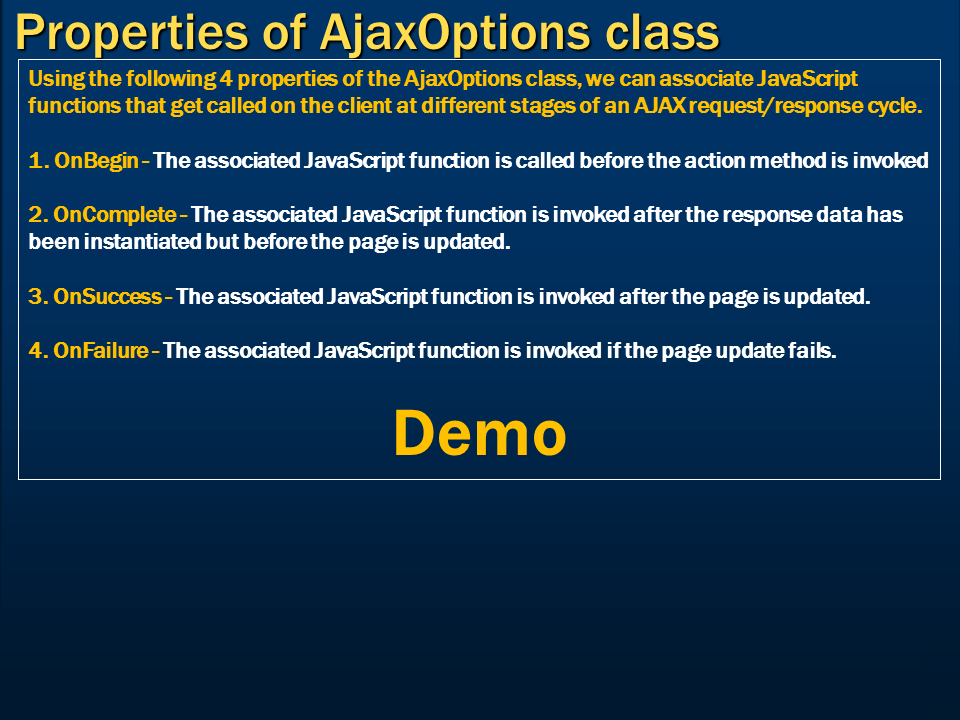 Properties of AjaxOptions class
Using the following 4 properties of the AjaxOptions class, we can associate JavaScript
functions that get called on the client at different stages of an AJAX request/response cycle.
1. OnBegin - The associated JavaScript function is called before the action method is invoked
2. OnComplete - The associated JavaScript function is invoked after the response data has
been instantiated but before the page is updated.
3. OnSuccess - The associated JavaScript function is invoked after the page is updated.
4. OnFailure - The associated JavaScript function is invoked if the page update fails.
Demo